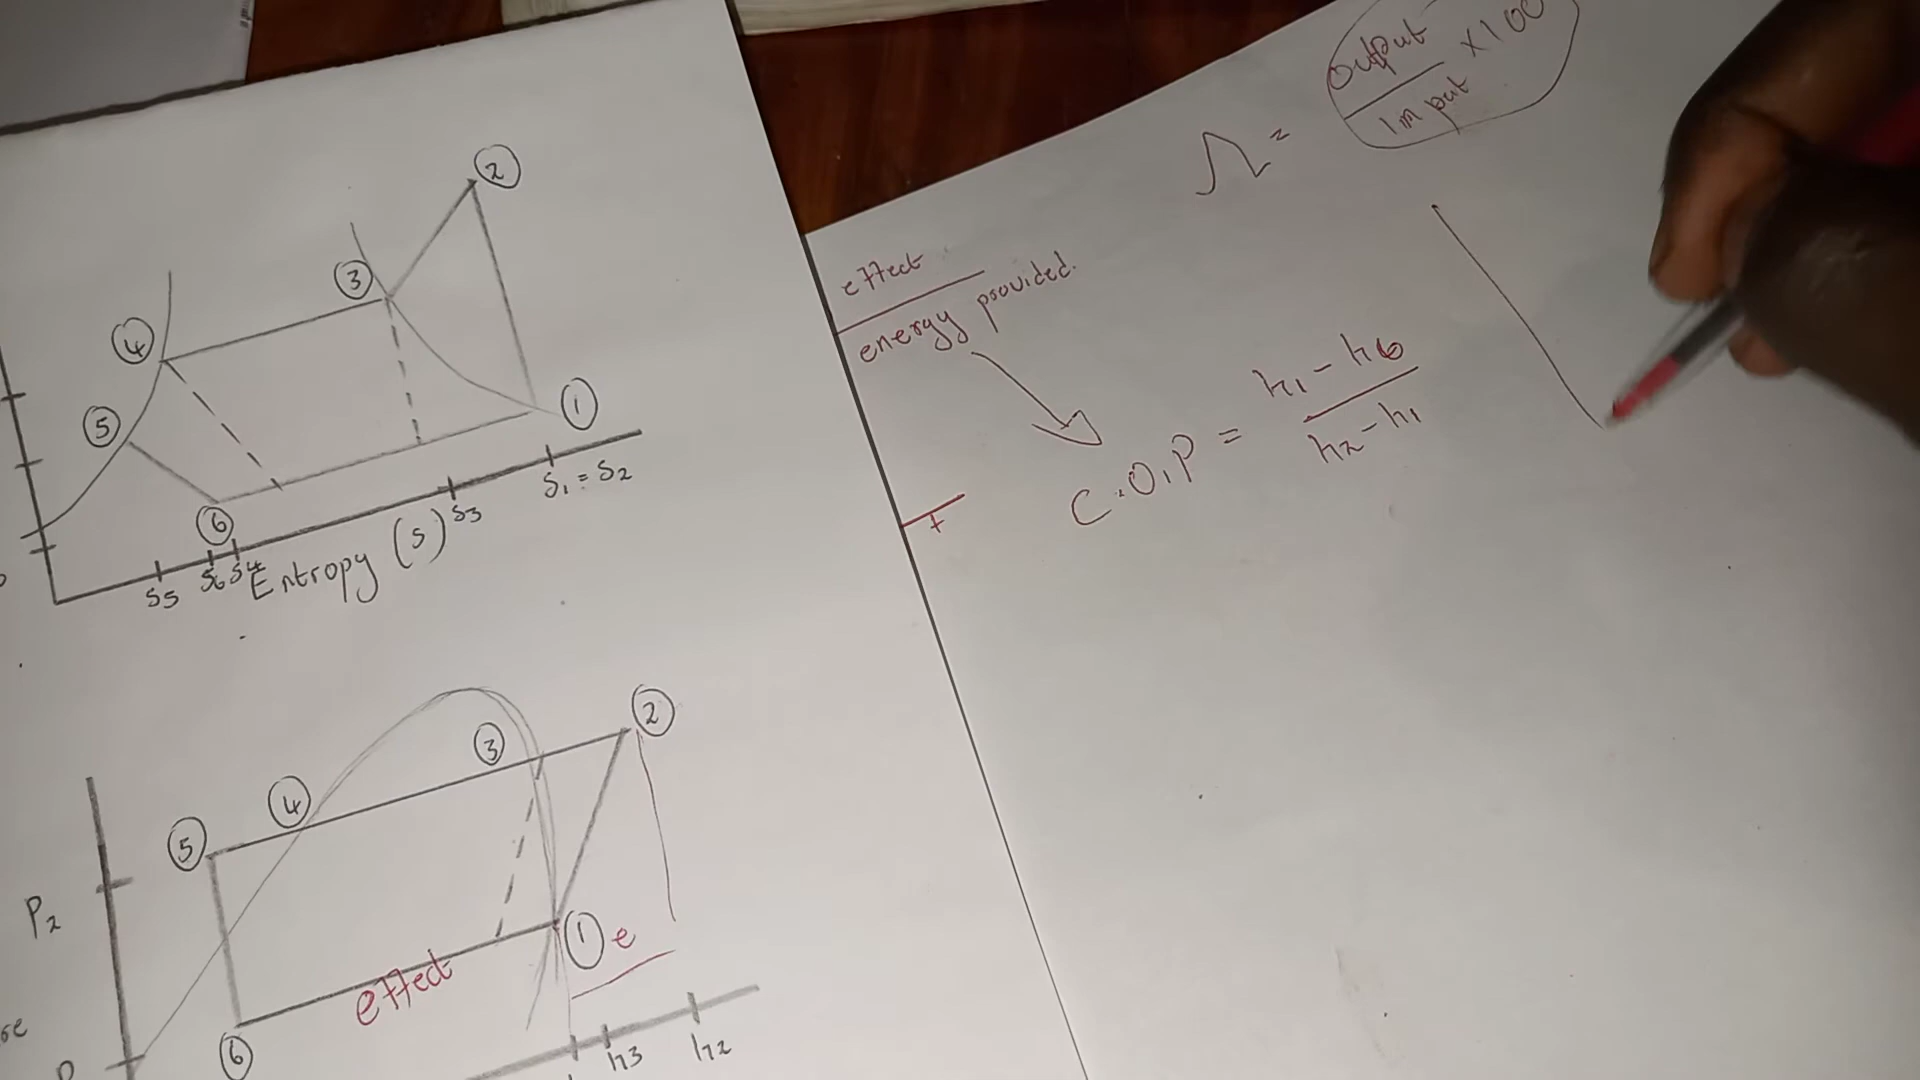 ②
③
④
①
⑤
⑥
S₁ = S₂
S₃
S₅ S₆ S₄
Entropy (s)
②
③
④
⑤
① e
effect
⑥
P₂
h₃ h₂
Output
Input
×100
=
effect
energy provided.
C.O.P = 
h₁ - h₆
h₂ - h₁